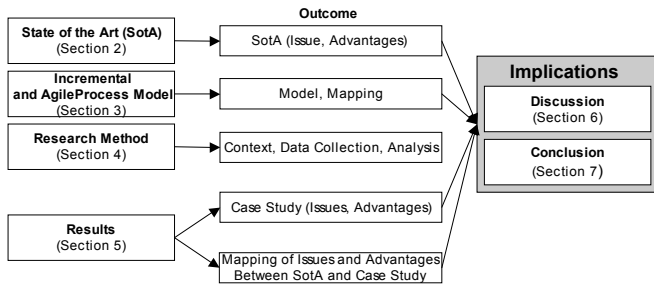 Outcome
State of the Art (SotA)
(Section 2)
SotA (Issue, Advantages)
Incremental
and AgileProcess Model
(Section 3)
Model, Mapping
Research Method
(Section 4)
Context, Data Collection, Analysis
Results
(Section 5)
Case Study (Issues, Advantages)
Mapping of Issues and Advantages
Between SotA and Case Study
Implications
Discussion
(Section 6)
Conclusion
(Section 7)